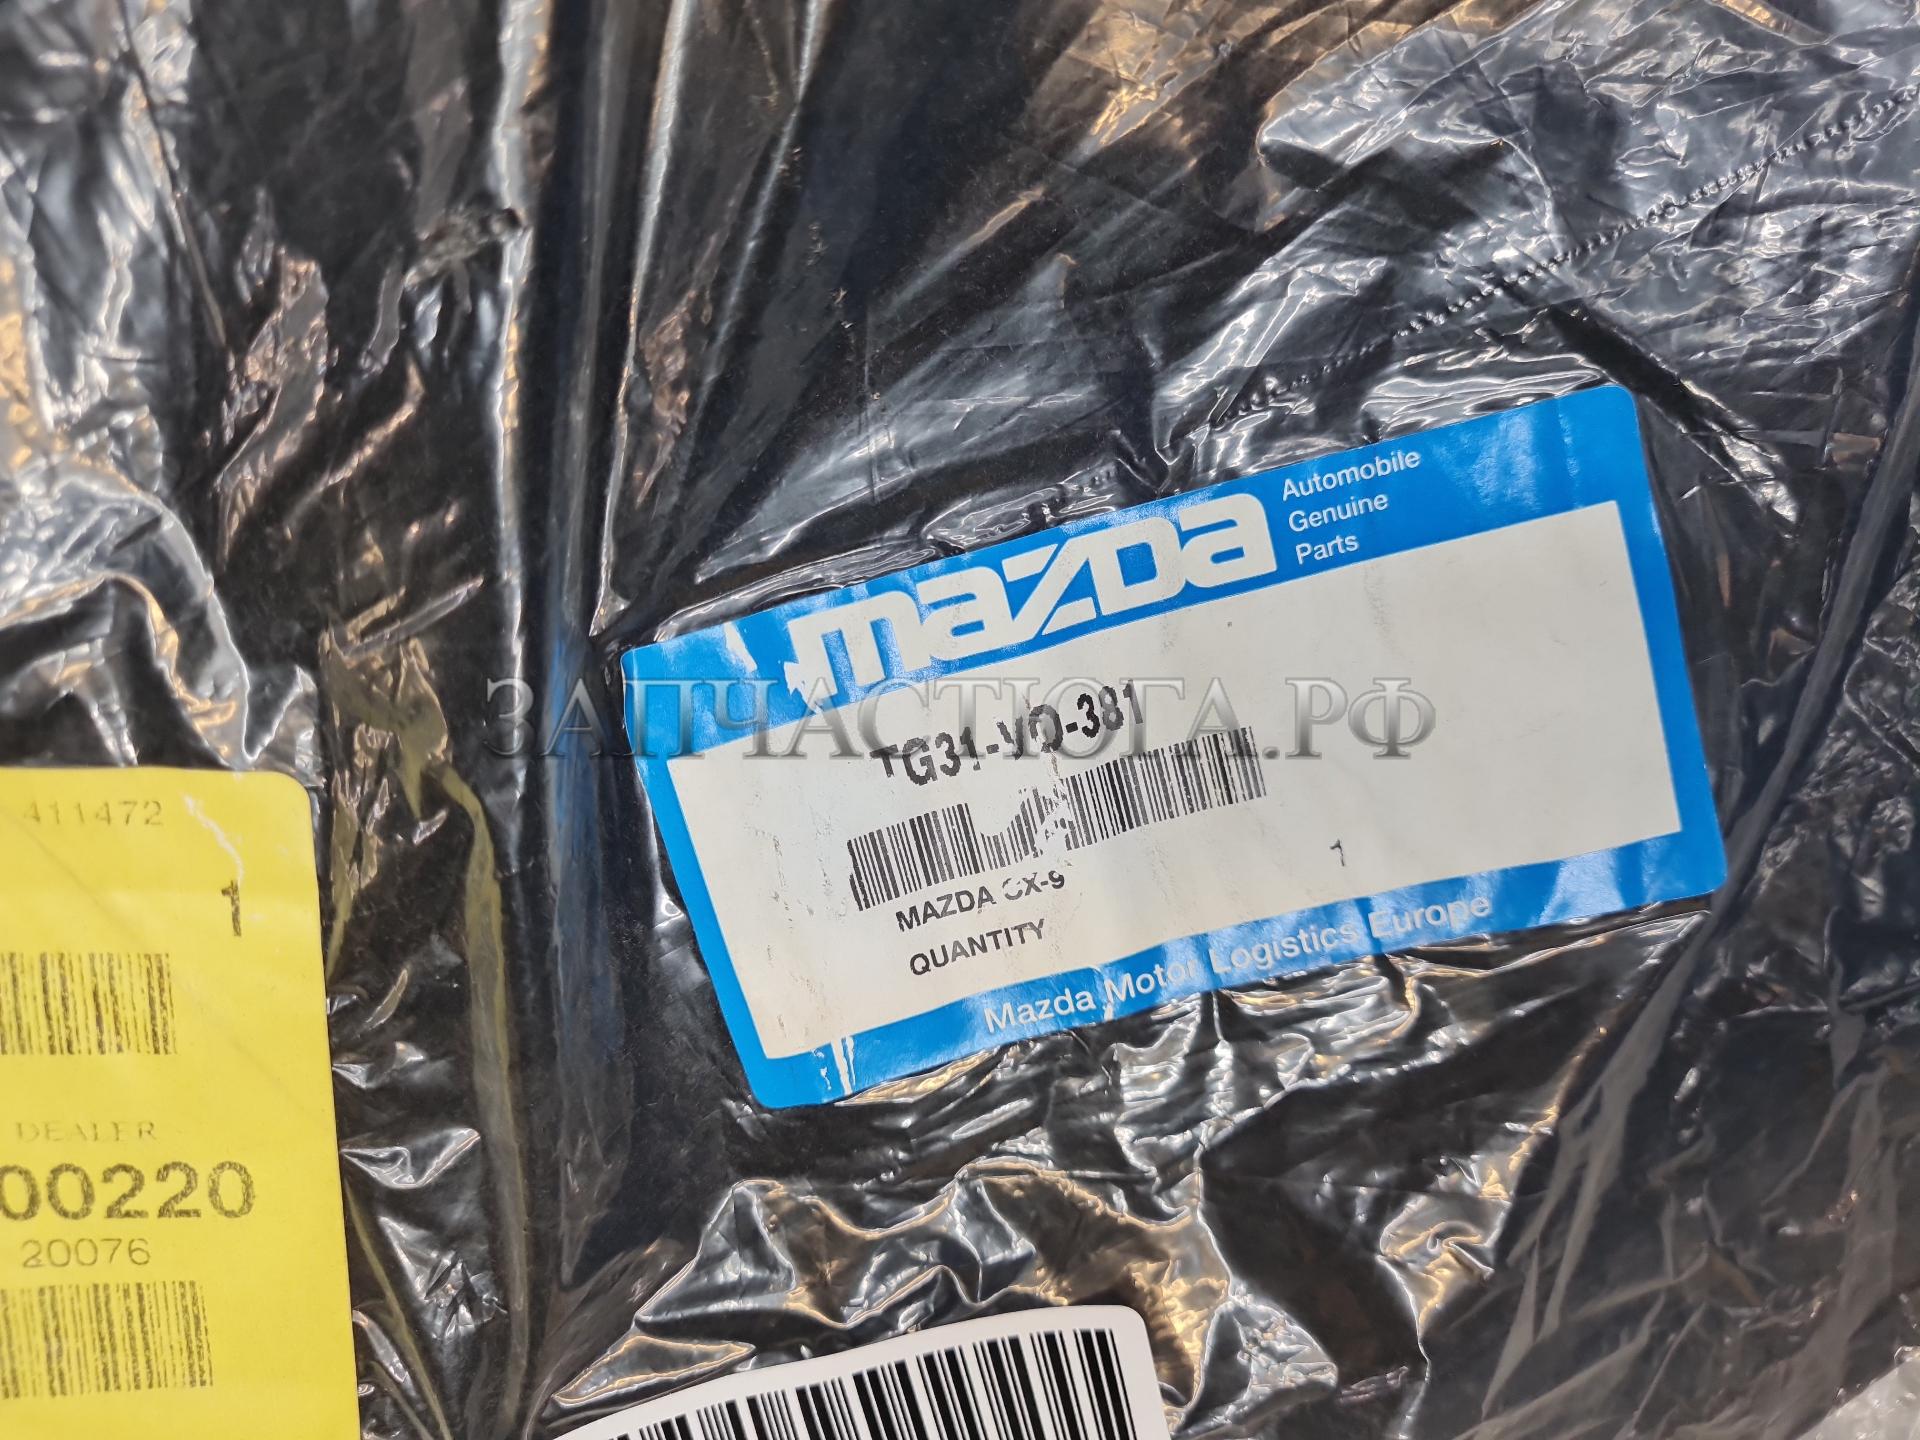 mazda
Automobile
Genuine
Parts
ЗАПЧАСТЮГА.РФ
TG31-V0-381
MAZDA CX-9
QUANTITY 1
Mazda Motor Logistics Europe
411472
1
DEALER
00220
20076